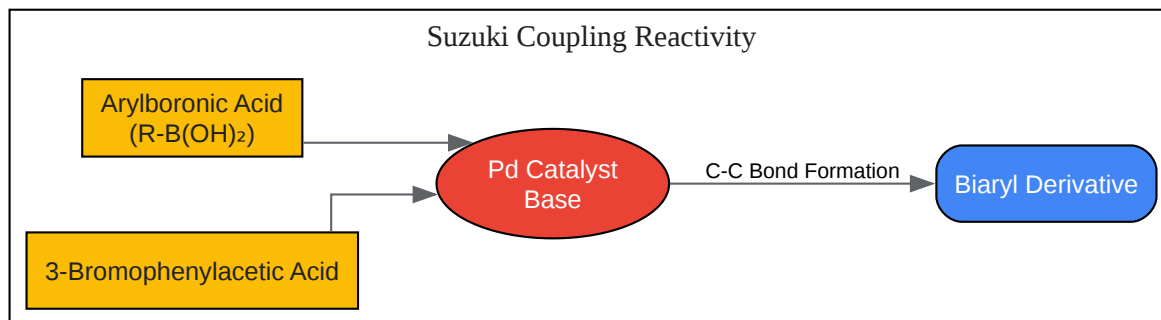 Suzuki Coupling Reactivity
Arylboronic Acid
(R-B(OH)₂)
3-Bromophenylacetic Acid
Pd Catalyst
Base
C-C Bond Formation
Biaryl Derivative